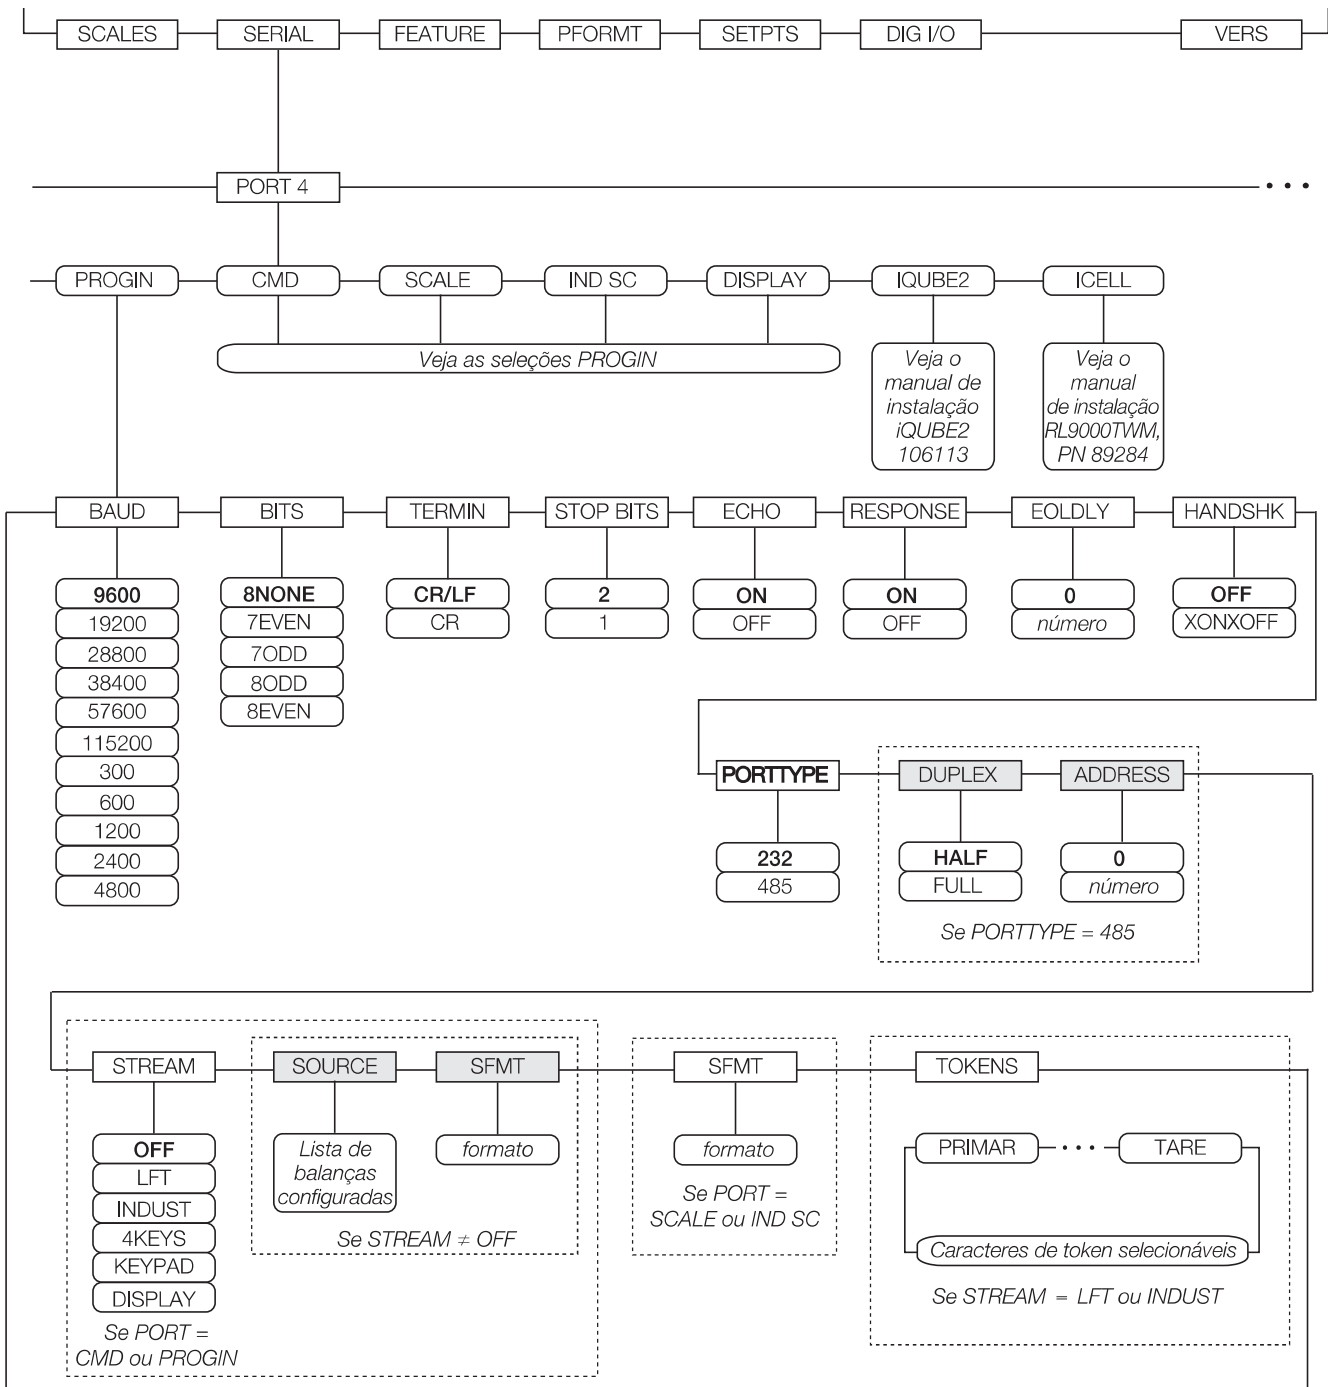 SCALES SERIAL FEATURE PFORMT SETPTS DIG I/O VERS
PORT 4
PROGIN CMD SCALE IND SC DISPLAY IQUBE2 ICELL
Veja as seleções PROGIN
Veja o
manual de
instalação
iQUBE2
106113
Veja o
manual
de instalação
RL9000TWM,
PN 89284
BAUD BITS TERMIN STOP BITS ECHO RESPONSE EOLDLY HANDSHK
9600 8NONE CR/LF 2 ON ON 0 OFF
19200 7EVEN CR 1 OFF OFF número XONXOFF
28800 7ODD
38400 8ODD
57600 8EVEN
115200
300
600
1200
2400
4800
PORTTYPE DUPLEX ADDRESS
232 HALF 0
485 FULL número
Se PORTTYPE = 485
STREAM SOURCE SFMT SFMT TOKENS
OFF
LFT
INDUST
4KEYS
KEYPAD
DISPLAY
Se PORT =
CMD ou PROGIN
Lista de
balanças
configuradas
formato
Se STREAM ≠ OFF
formato
Se PORT =
SCALE ou IND SC
PRIMAR TARE
Caracteres de token selecionáveis
Se STREAM = LFT ou INDUST